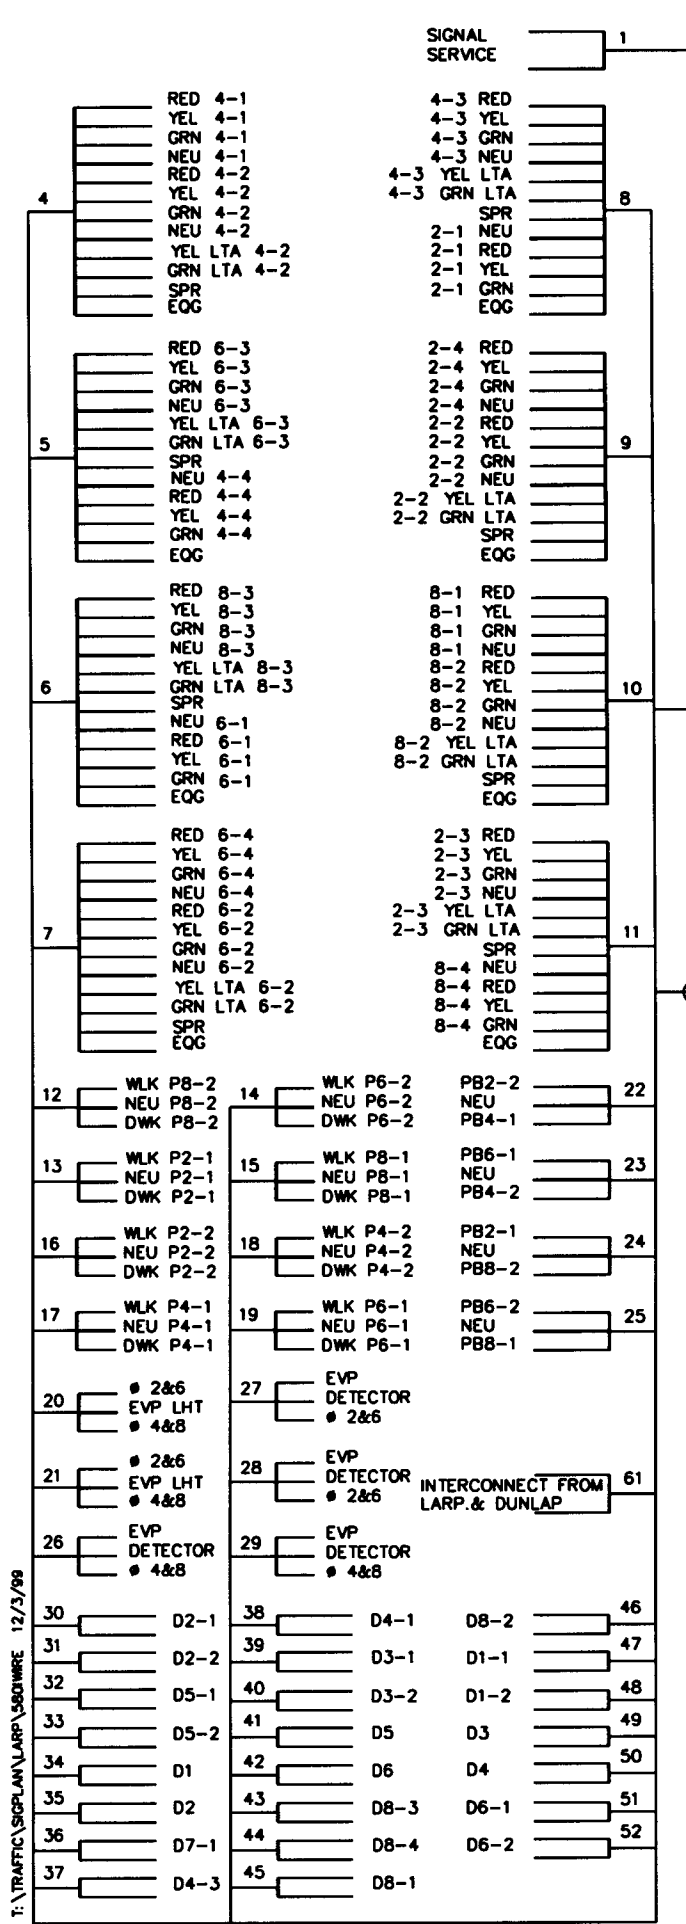 SIGNAL
SERVICE
1
4
RED 4-1
YEL 4-1
GRN 4-1
NEU 4-1
RED 4-2
YEL 4-2
GRN 4-2
NEU 4-2
YEL LTA 4-2
GRN LTA 4-2
SPR
EQG
4-3 RED
4-3 YEL
4-3 GRN
4-3 NEU
4-3 YEL LTA
4-3 GRN LTA
SPR
2-1 NEU
2-1 RED
2-1 YEL
2-1 GRN
EQG
8
5
RED 6-3
YEL 6-3
GRN 6-3
NEU 6-3
YEL LTA 6-3
GRN LTA 6-3
SPR
NEU 4-4
RED 4-4
YEL 4-4
GRN 4-4
EQG
2-4 RED
2-4 YEL
2-4 GRN
2-4 NEU
2-2 RED
2-2 YEL
2-2 GRN
2-2 NEU
2-2 YEL LTA
2-2 GRN LTA
SPR
EQG
9
6
RED 8-3
YEL 8-3
GRN 8-3
NEU 8-3
YEL LTA 8-3
GRN LTA 8-3
SPR
NEU 6-1
RED 6-1
YEL 6-1
GRN 6-1
EQG
8-1 RED
8-1 YEL
8-1 GRN
8-1 NEU
8-2 RED
8-2 YEL
8-2 GRN
8-2 NEU
8-2 YEL LTA
8-2 GRN LTA
SPR
EQG
10
7
RED 6-4
YEL 6-4
GRN 6-4
NEU 6-4
RED 6-2
YEL 6-2
GRN 6-2
NEU 6-2
YEL LTA 6-2
GRN LTA 6-2
SPR
EQG
2-3 RED
2-3 YEL
2-3 GRN
2-3 NEU
2-3 YEL LTA
2-3 GRN LTA
SPR
8-4 NEU
8-4 RED
8-4 YEL
8-4 GRN
EQG
11
12
WLK P8-2
NEU P8-2
DWK P8-2
14
WLK P6-2
NEU P6-2
DWK P6-2
PB2-2
NEU
PB4-1
22
13
WLK P2-1
NEU P2-1
DWK P2-1
15
WLK P8-1
NEU P8-1
DWK P8-1
PB6-1
NEU
PB4-2
23
16
WLK P2-2
NEU P2-2
DWK P2-2
18
WLK P4-2
NEU P4-2
DWK P4-2
PB2-1
NEU
PB8-2
24
17
WLK P4-1
NEU P4-1
DWK P4-1
19
WLK P6-1
NEU P6-1
DWK P6-1
PB6-2
NEU
PB8-1
25
20
ø 2&6
EVP LHT
ø 4&8
27
EVP
DETECTOR
ø 2&6
21
ø 2&6
EVP LHT
ø 4&8
28
EVP
DETECTOR
ø 2&6
INTERCONNECT FROM
LARP.& DUNLAP
61
26
EVP
DETECTOR
ø 4&8
29
EVP
DETECTOR
ø 4&8
30 D2-1 38 D4-1 D8-2 46
31 D2-2 39 D3-1 D1-1 47
32 D5-1 40 D3-2 D1-2 48
33 D5-2 41 D5 D3 49
34 D1 42 D6 D4 50
35 D2 43 D8-3 D6-1 51
36 D7-1 44 D8-4 D6-2 52
37 D4-3 45 D8-1
T:\TRAFFIC\SIGPLAN\LARP\5801WIRE 12/3/99